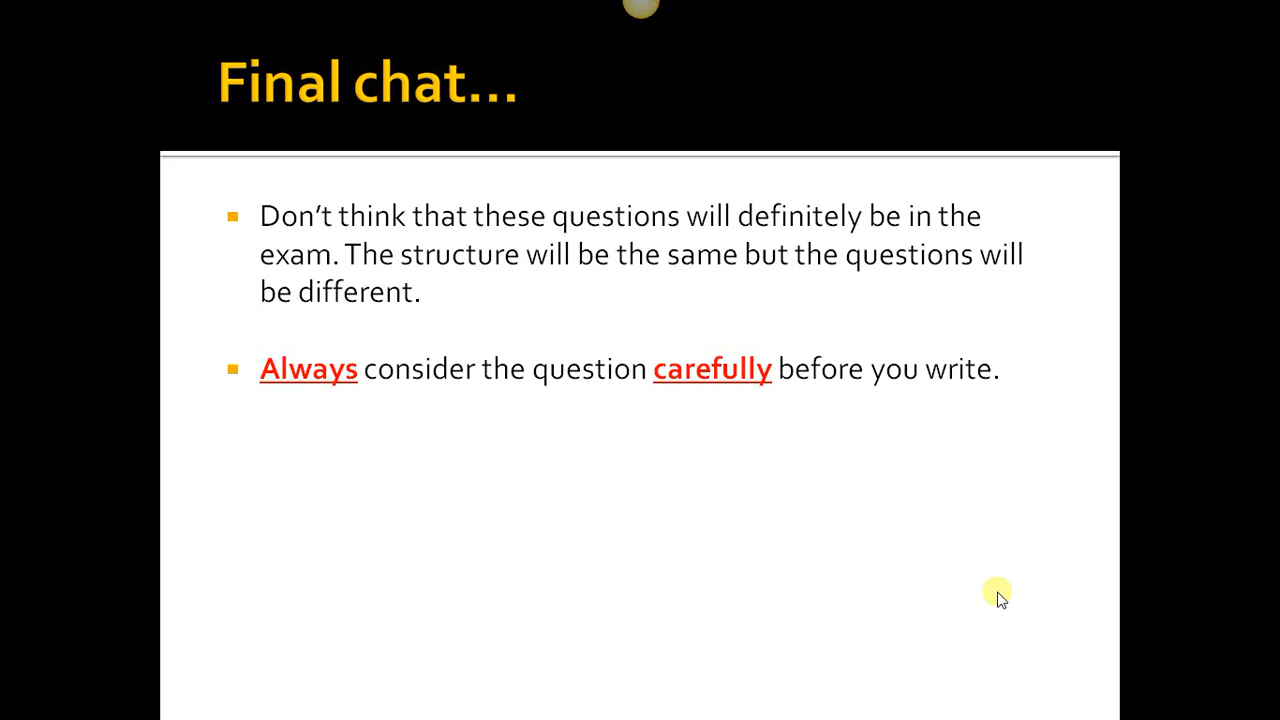 Final chat...
Don't think that these questions will definitely be in the
exam. The structure will be the same but the questions will
be different.
Always consider the question carefully before you write.